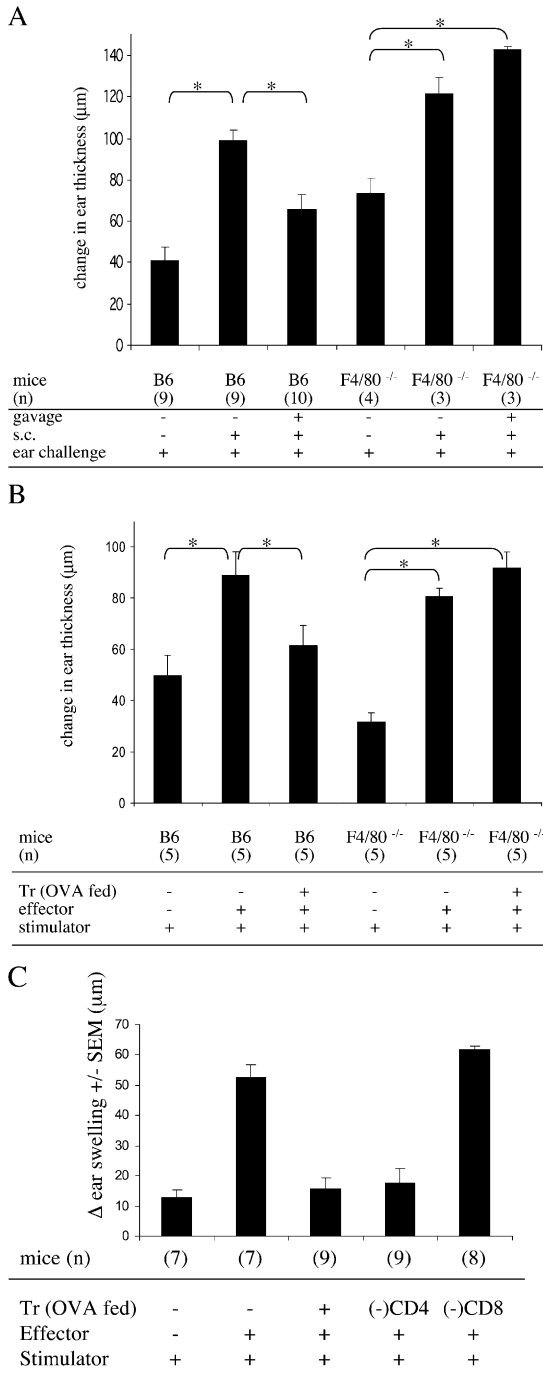 A
*
* * *
change in ear thickness (µm)
140
120
100
80
60
40
20
0
mice B6 B6 B6 F4/80 -/- F4/80 -/- F4/80 -/-
(n) (9) (9) (10) (4) (3) (3)
gavage - - + - - +
s.c. - + + - + +
ear challenge + + + + + +
B
* * *
*
change in ear thickness (µm)
100
80
60
40
20
0
mice B6 B6 B6 F4/80 -/- F4/80 -/- F4/80 -/-
(n) (5) (5) (5) (5) (5) (5)
Tr (OVA fed) - - + - - +
effector - + + - + +
stimulator + + + + + +
C
Δ ear swelling +/- SEM (µm)
70
60
50
40
30
20
10
0
mice (n) (7) (7) (9) (9) (8)
Tr (OVA fed) - - + (-)CD4 (-)CD8
Effector - + + + +
Stimulator + + + + +